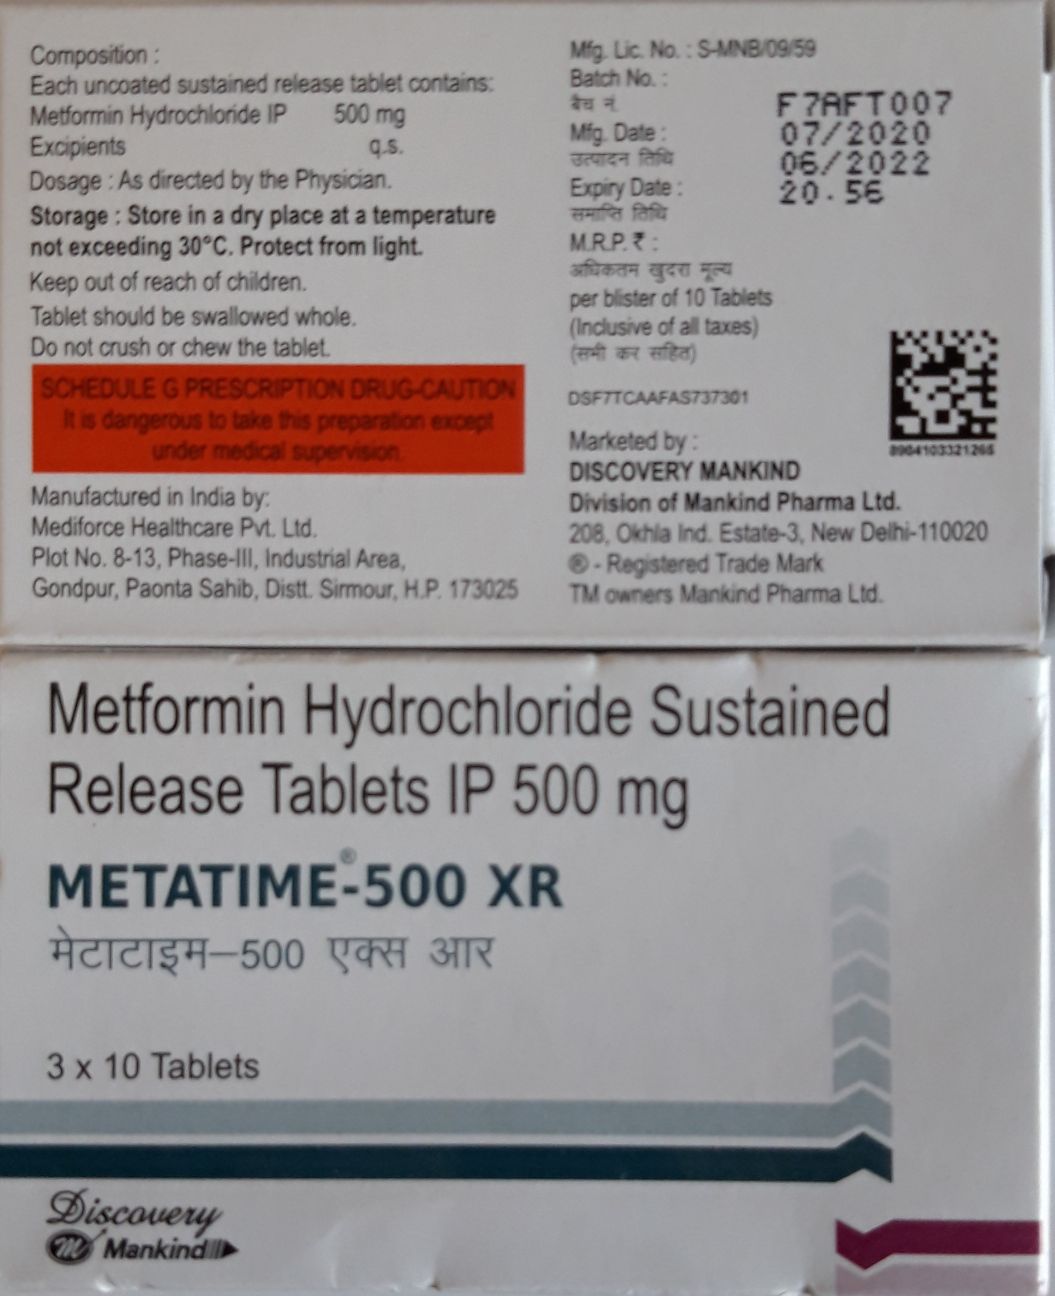 Composition :
Each uncoated sustained release tablet contains:
Metformin Hydrochloride IP 500 mg
Excipients q.s.
Dosage : As directed by the Physician.
Storage : Store in a dry place at a temperature
not exceeding 30°C. Protect from light.
Keep out of reach of children.
Tablet should be swallowed whole.
Do not crush or chew the tablet.
SCHEDULE G PRESCRIPTION DRUG-CAUTION
It is dangerous to take this preparation except
under medical supervision.
Manufactured in India by:
Mediforce Healthcare Pvt. Ltd.
Plot No. 8-13, Phase-III, Industrial Area,
Gondpur, Paonta Sahib, Distt. Sirmour, H.P. 173025
Mfg. Lic. No. : S-MNB/09/59
Batch No. :
बैच नं.
F7AFT007
Mfg. Date :
07/2020
उत्पादन तिथि
06/2022
Expiry Date :
20.56
समाप्ति तिथि
M.R.P. ₹ :
अधिकतम खुदरा मूल्य
per blister of 10 Tablets
(Inclusive of all taxes)
(सभी कर सहित)
DSF7TCAAFAS737301
8904103321265
Marketed by :
DISCOVERY MANKIND
Division of Mankind Pharma Ltd.
208, Okhla Ind. Estate-3, New Delhi-110020
® - Registered Trade Mark
TM owners Mankind Pharma Ltd.
Metformin Hydrochloride Sustained
Release Tablets IP 500 mg
METATIME®-500 XR
मेटाटाइम–500 एक्स आर
3 x 10 Tablets
Discovery
Mankind